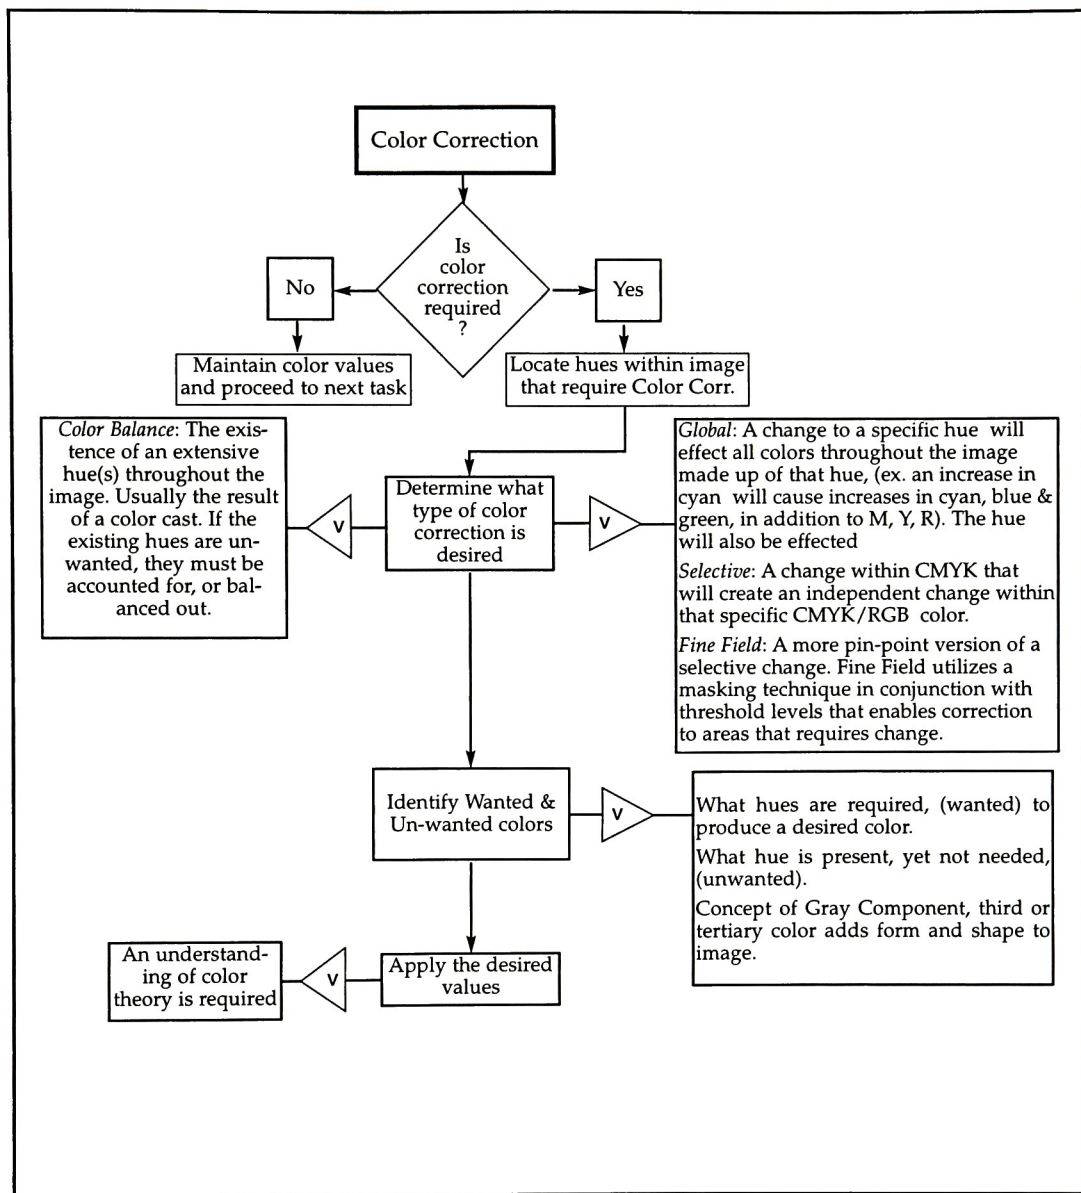 Color Correction
Is
color
correction
required
?
No
Yes
Maintain color values
and proceed to next task
Locate hues within image
that require Color Corr.
Color Balance: The exis-
tence of an extensive
hue(s) throughout the
image. Usually the result
of a color cast. If the
existing hues are un-
wanted, they must be
accounted for, or bal-
anced out.
v
Determine what
type of color
correction is
desired
v
Global: A change to a specific hue will
effect all colors throughout the image
made up of that hue, (ex. an increase in
cyan will cause increases in cyan, blue &
green, in addition to M, Y, R). The hue
will also be effected
Selective: A change within CMYK that
will create an independent change within
that specific CMYK/RGB color.
Fine Field: A more pin-point version of a
selective change. Fine Field utilizes a
masking technique in conjunction with
threshold levels that enables correction
to areas that requires change.
Identify Wanted &
Un-wanted colors
v
What hues are required, (wanted) to
produce a desired color.
What hue is present, yet not needed,
(unwanted).
Concept of Gray Component, third or
tertiary color adds form and shape to
image.
An understand-
ing of color
theory is required
v
Apply the desired
values